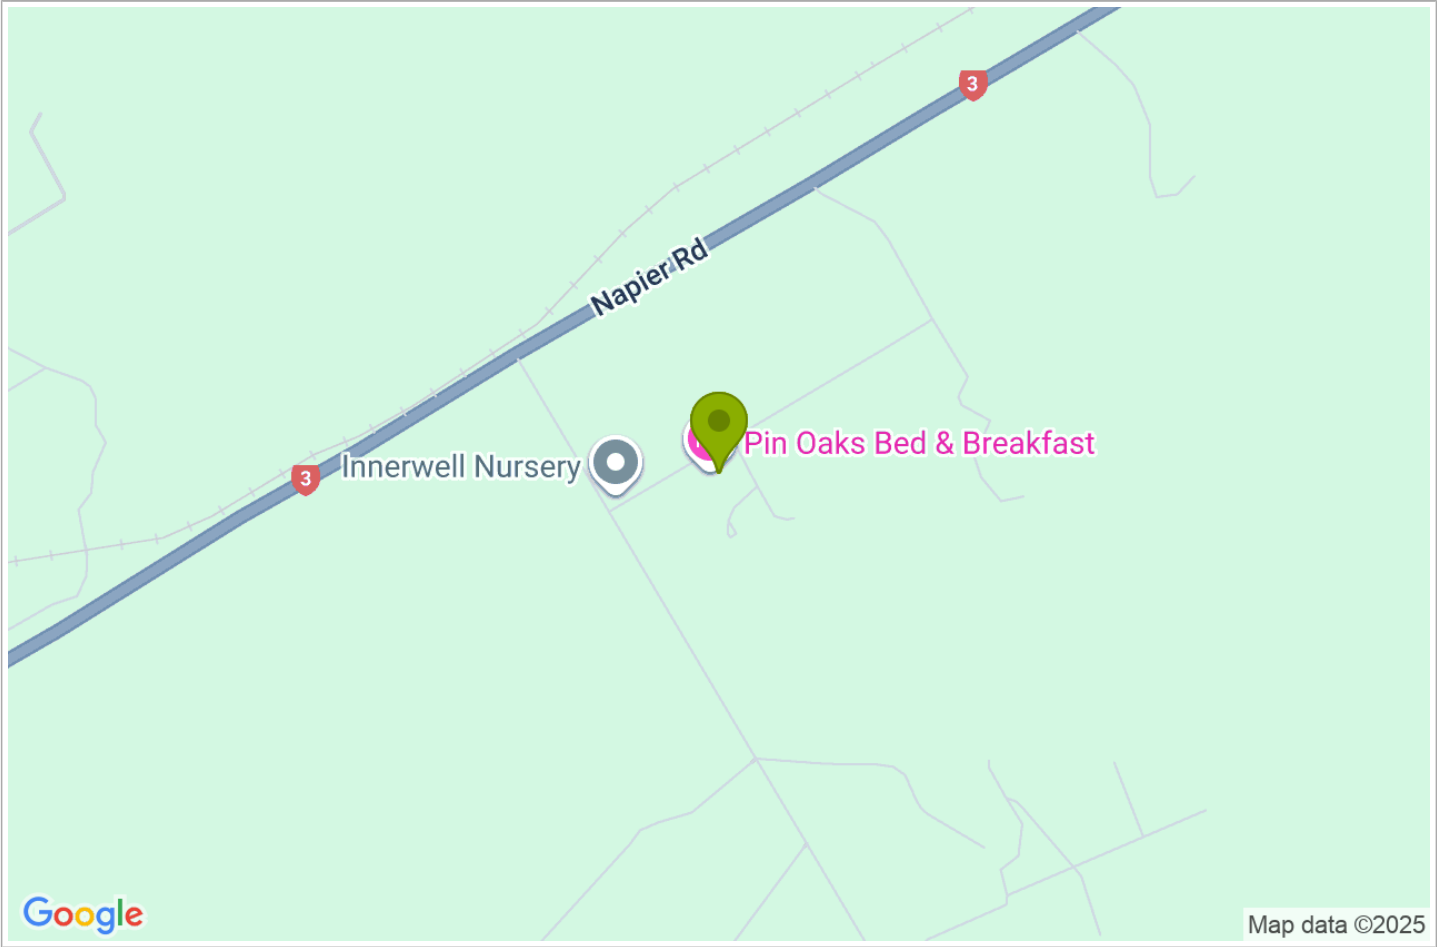 3
Napier Rd
Pin Oaks Bed & Breakfast
Innerwell Nursery
3
Google
Map data ©2025